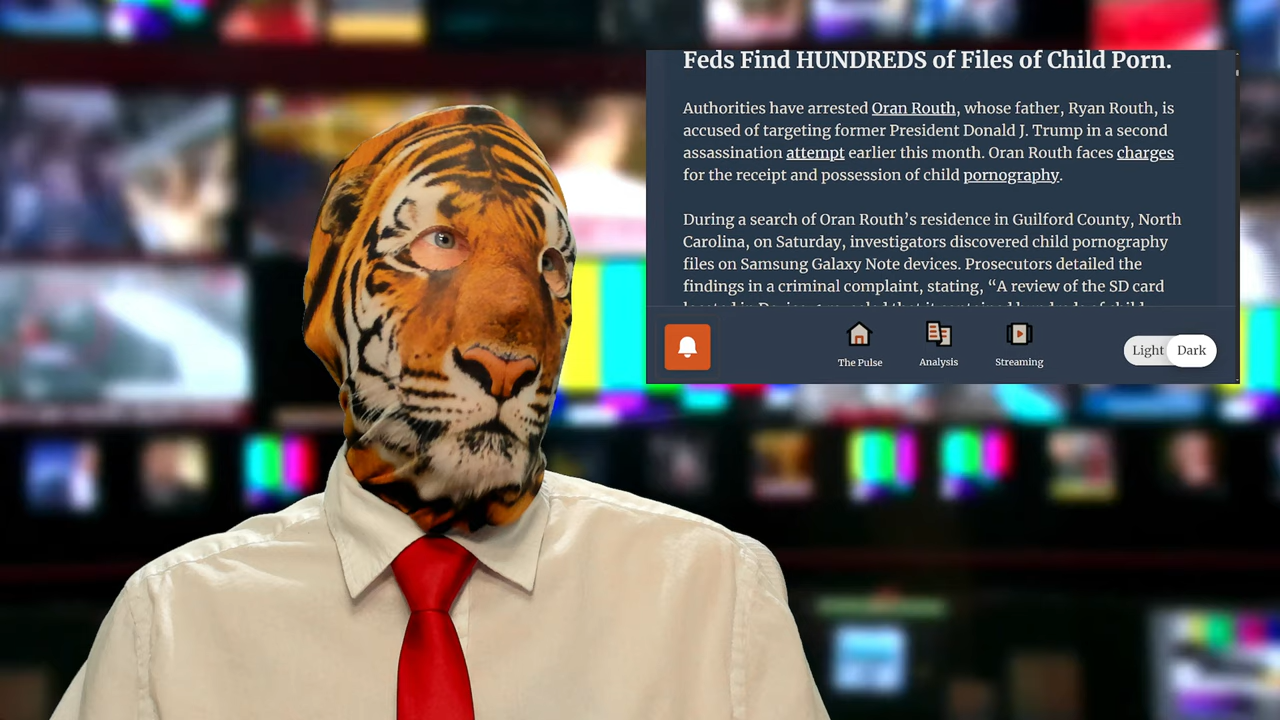 Feds Find HUNDREDS of Files of Child Porn.
Authorities have arrested Oran Routh, whose father, Ryan Routh, is
accused of targeting former President Donald J. Trump in a second
assassination attempt earlier this month. Oran Routh faces charges
for the receipt and possession of child pornography.
During a search of Oran Routh’s residence in Guilford County, North
Carolina, on Saturday, investigators discovered child pornography
files on Samsung Galaxy Note devices. Prosecutors detailed the
findings in a criminal complaint, stating, “A review of the SD card
The Pulse
Analysis
Streaming
Light
Dark